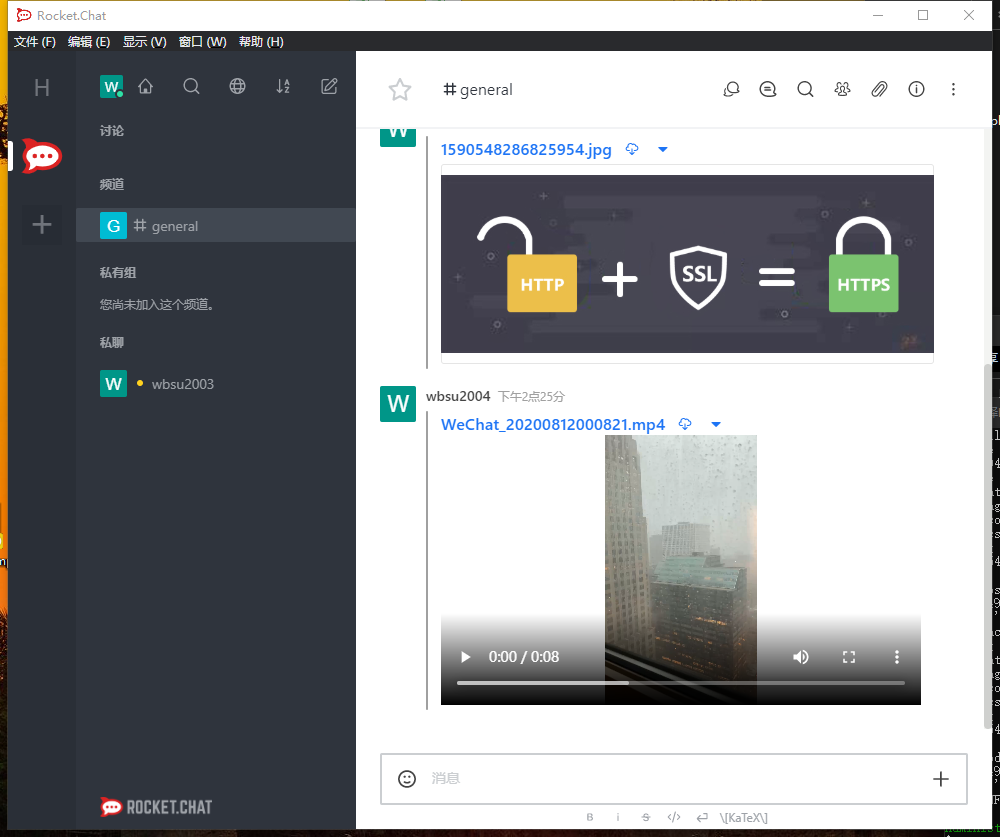 Rocket.Chat
文件 (F) 编辑 (E) 显示 (V) 窗口 (W) 帮助 (H)
H
W
讨论
频道
G general
私有组
您尚未加入这个频道。
私聊
W wbsu2003
ROCKET.CHAT
# general
W
1590548286825954.jpg
HTTP + SSL = HTTPS
W
wbsu2004 下午2点25分
WeChat_20200812000821.mp4
0:00 / 0:08
消息
B i S </> \[KaTeX\]